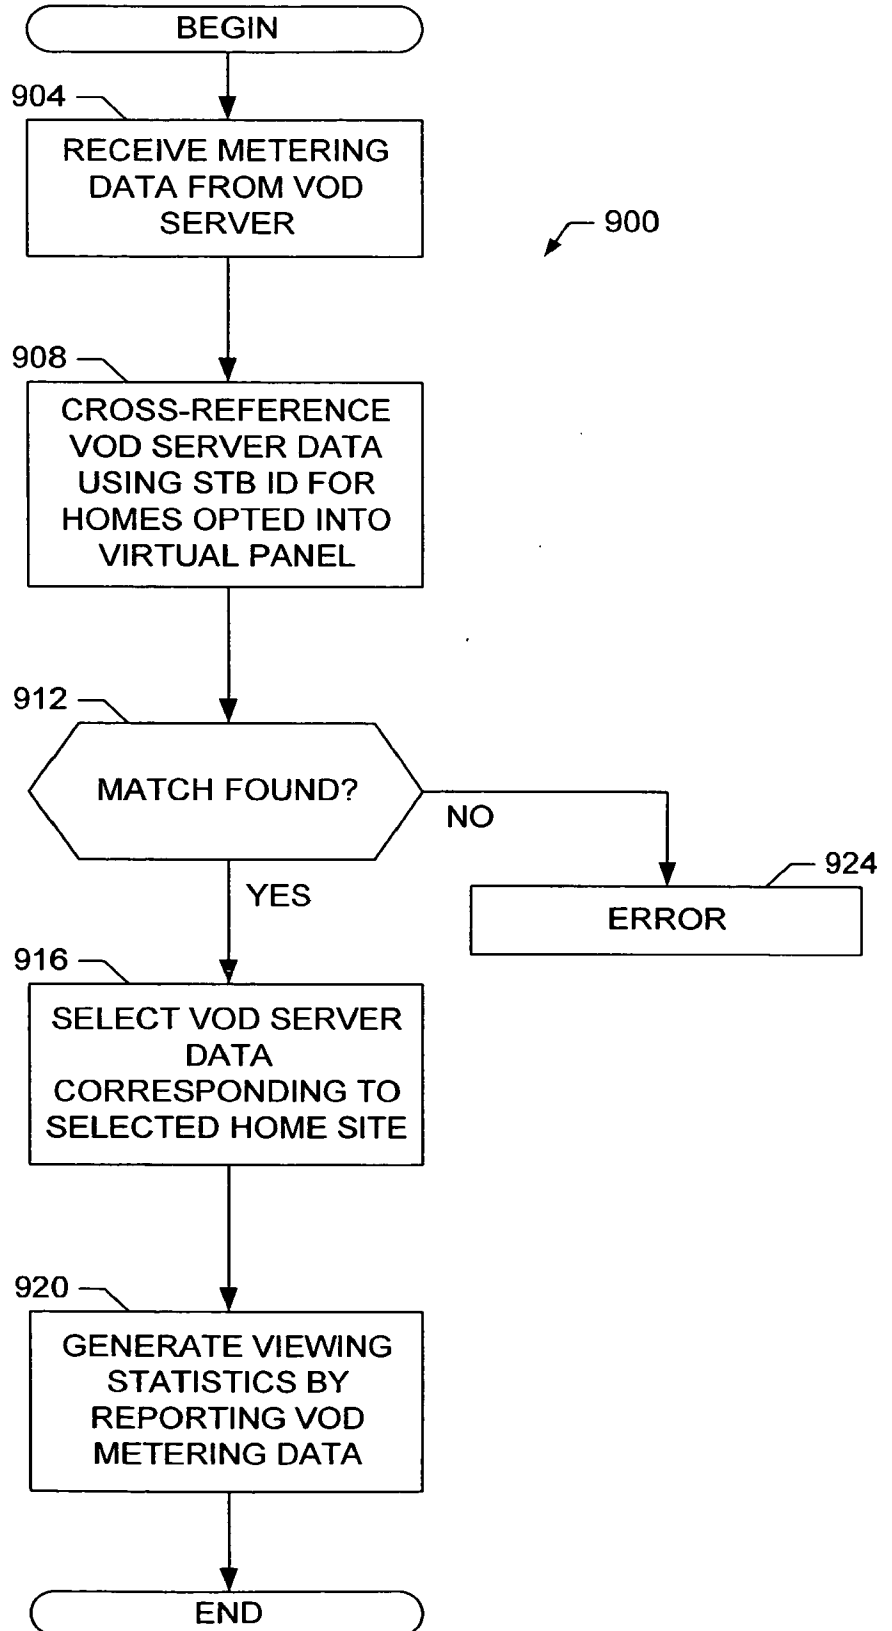 BEGIN
904
RECEIVE METERING
DATA FROM VOD
SERVER
900
908
CROSS-REFERENCE
VOD SERVER DATA
USING STB ID FOR
HOMES OPTED INTO
VIRTUAL PANEL
912
MATCH FOUND?
NO
YES
924
ERROR
916
SELECT VOD SERVER
DATA
CORRESPONDING TO
SELECTED HOME SITE
920
GENERATE VIEWING
STATISTICS BY
REPORTING VOD
METERING DATA
END